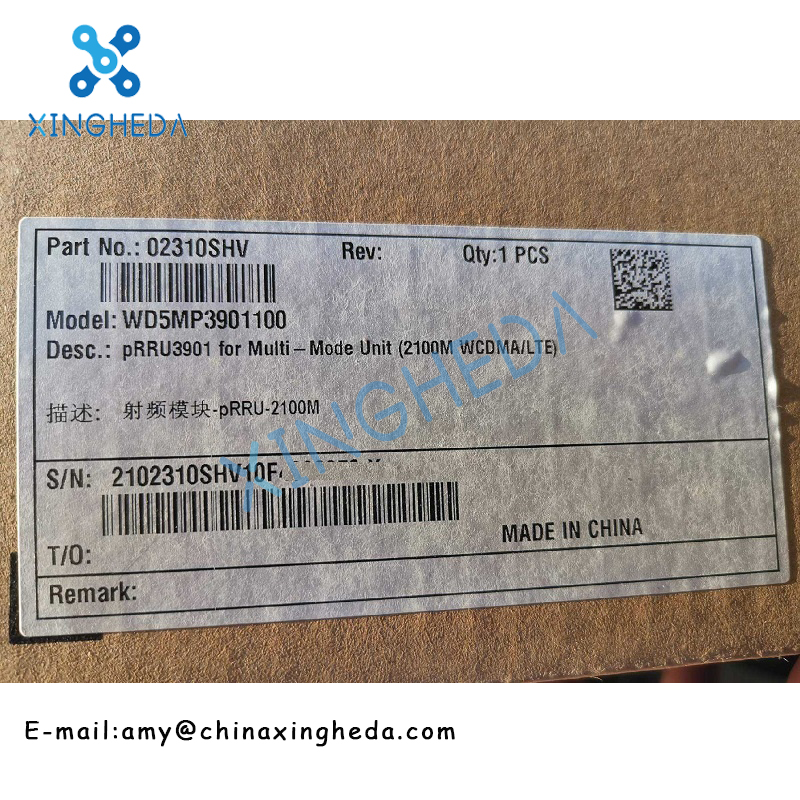 XINGHEDA
Part No.: 02310SHV Rev: Qty:1 PCS
Model: WD5MP3901100
Desc.: pRRU3901 for Multi-Mode Unit (2100M WCDMA/LTE)
描述: 射频模块-pRRU-2100M
XINGHEDA
S/N: 2102310SHV10F
MADE IN CHINA
T/O:
Remark:
E-mail:amy@chinaxingheda.com